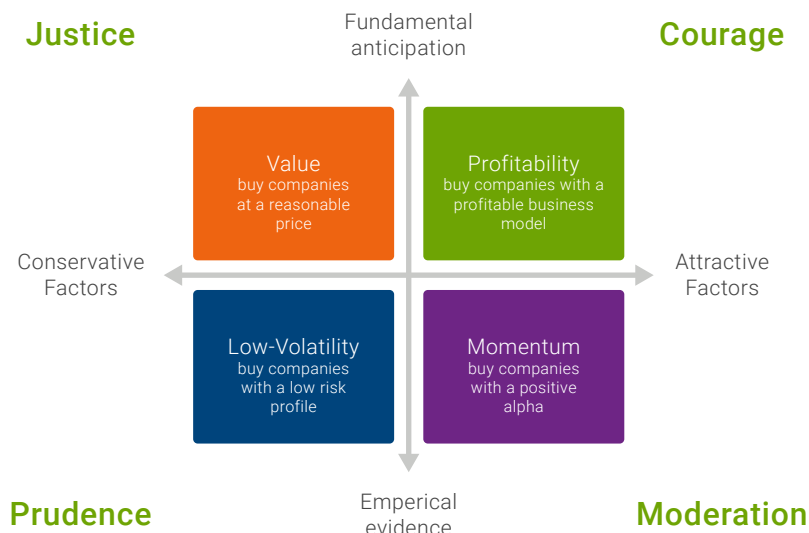 Justice
Fundamental
anticipation
Courage
Value
buy companies
at a reasonable
price
Profitability
buy companies with a
profitable business
model
Conservative
Factors
Attractive
Factors
Low-Volatility
buy companies
with a low risk
profile
Momentum
buy companies
with a positive
alpha
Prudence
Emperical
evidence
Moderation